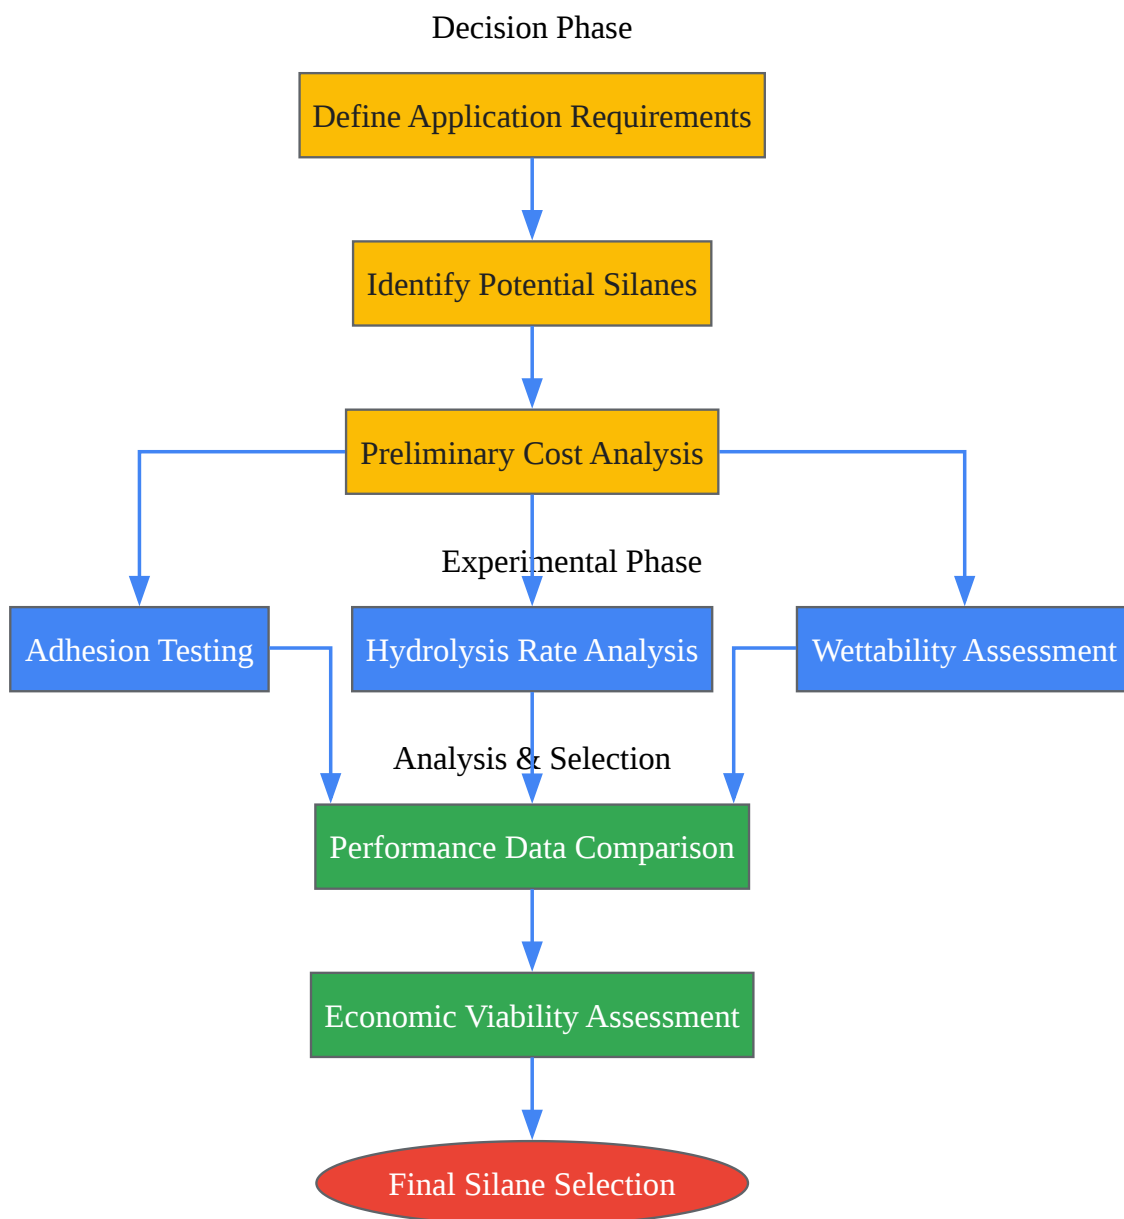 Decision Phase
Define Application Requirements
Identify Potential Silanes
Preliminary Cost Analysis
Experimental Phase
Adhesion Testing
Hydrolysis Rate Analysis
Wettability Assessment
Analysis & Selection
Performance Data Comparison
Economic Viability Assessment
Final Silane Selection